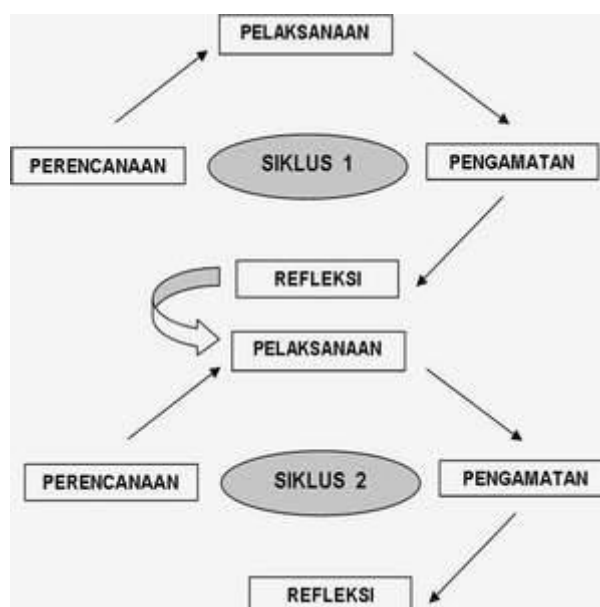 PELAKSANAAN
PERENCANAAN
SIKLUS 1
PENGAMATAN
REFLEKSI
PELAKSANAAN
PERENCANAAN
SIKLUS 2
PENGAMATAN
REFLEKSI